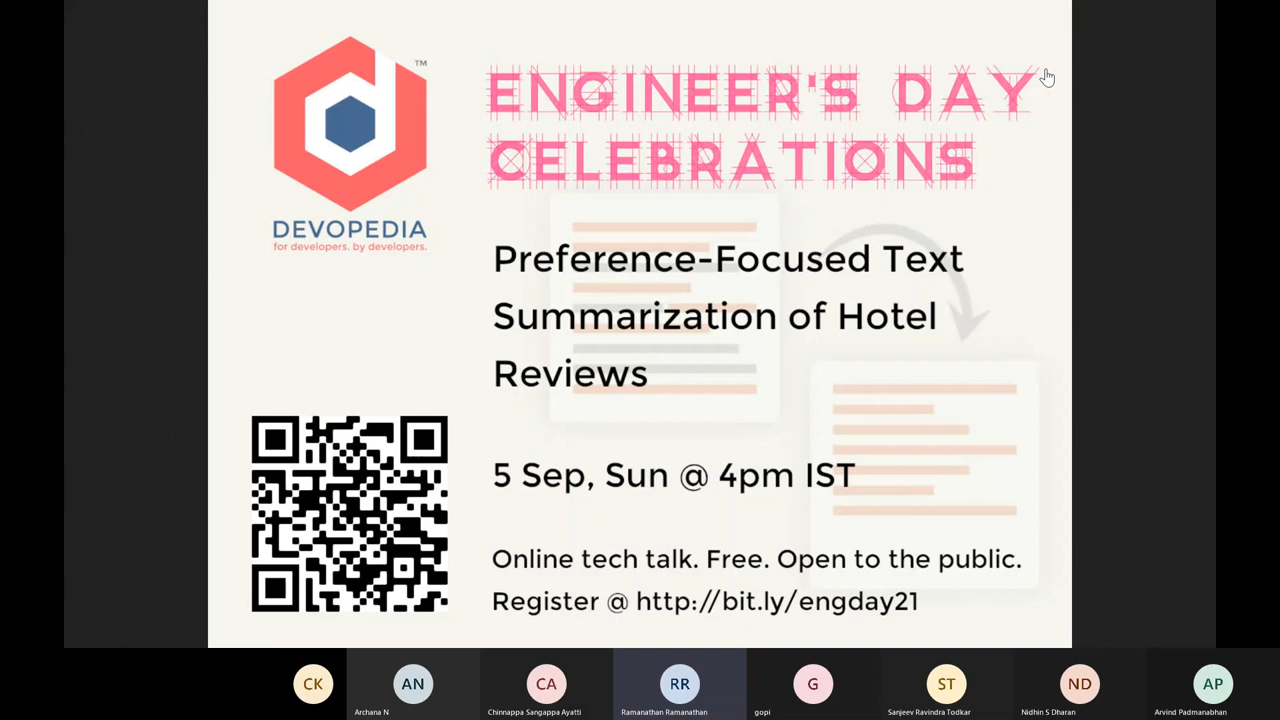 ENGINEER'S DAY
CELEBRATIONS
TM
DEVOPEDIA
for developers. by developers.
Preference-Focused Text
Summarization of Hotel
Reviews
5 Sep, Sun @ 4pm IST
Online tech talk. Free. Open to the public.
Register @ http://bit.ly/engday21
CK
AN
CA
RR
G
ST
ND
AP
Archana N
Chinnappa Sangappa Ayatti
Ramanathan Ramanathan
gopi
Sanjeev Ravindra Todkar
Nidhin S Dharan
Arvind Padmanabhan